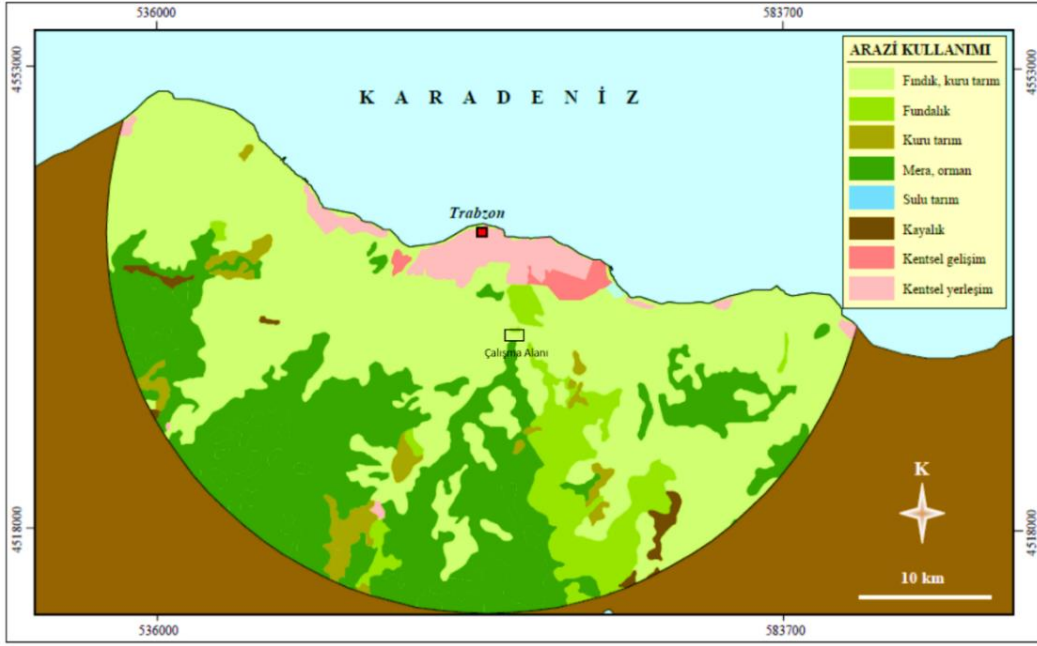 536000
583700
4553000
4553000
K A R A D E N İ Z
ARAZİ KULLANIMI
Fındık, kuru tarım
Fundalık
Kuru tarım
Mera, orman
Sulu tarım
Kayalık
Kentsel gelişim
Kentsel yerleşim
Trabzon
Çalışma Alanı
K
4518000
4518000
10 km
536000
583700